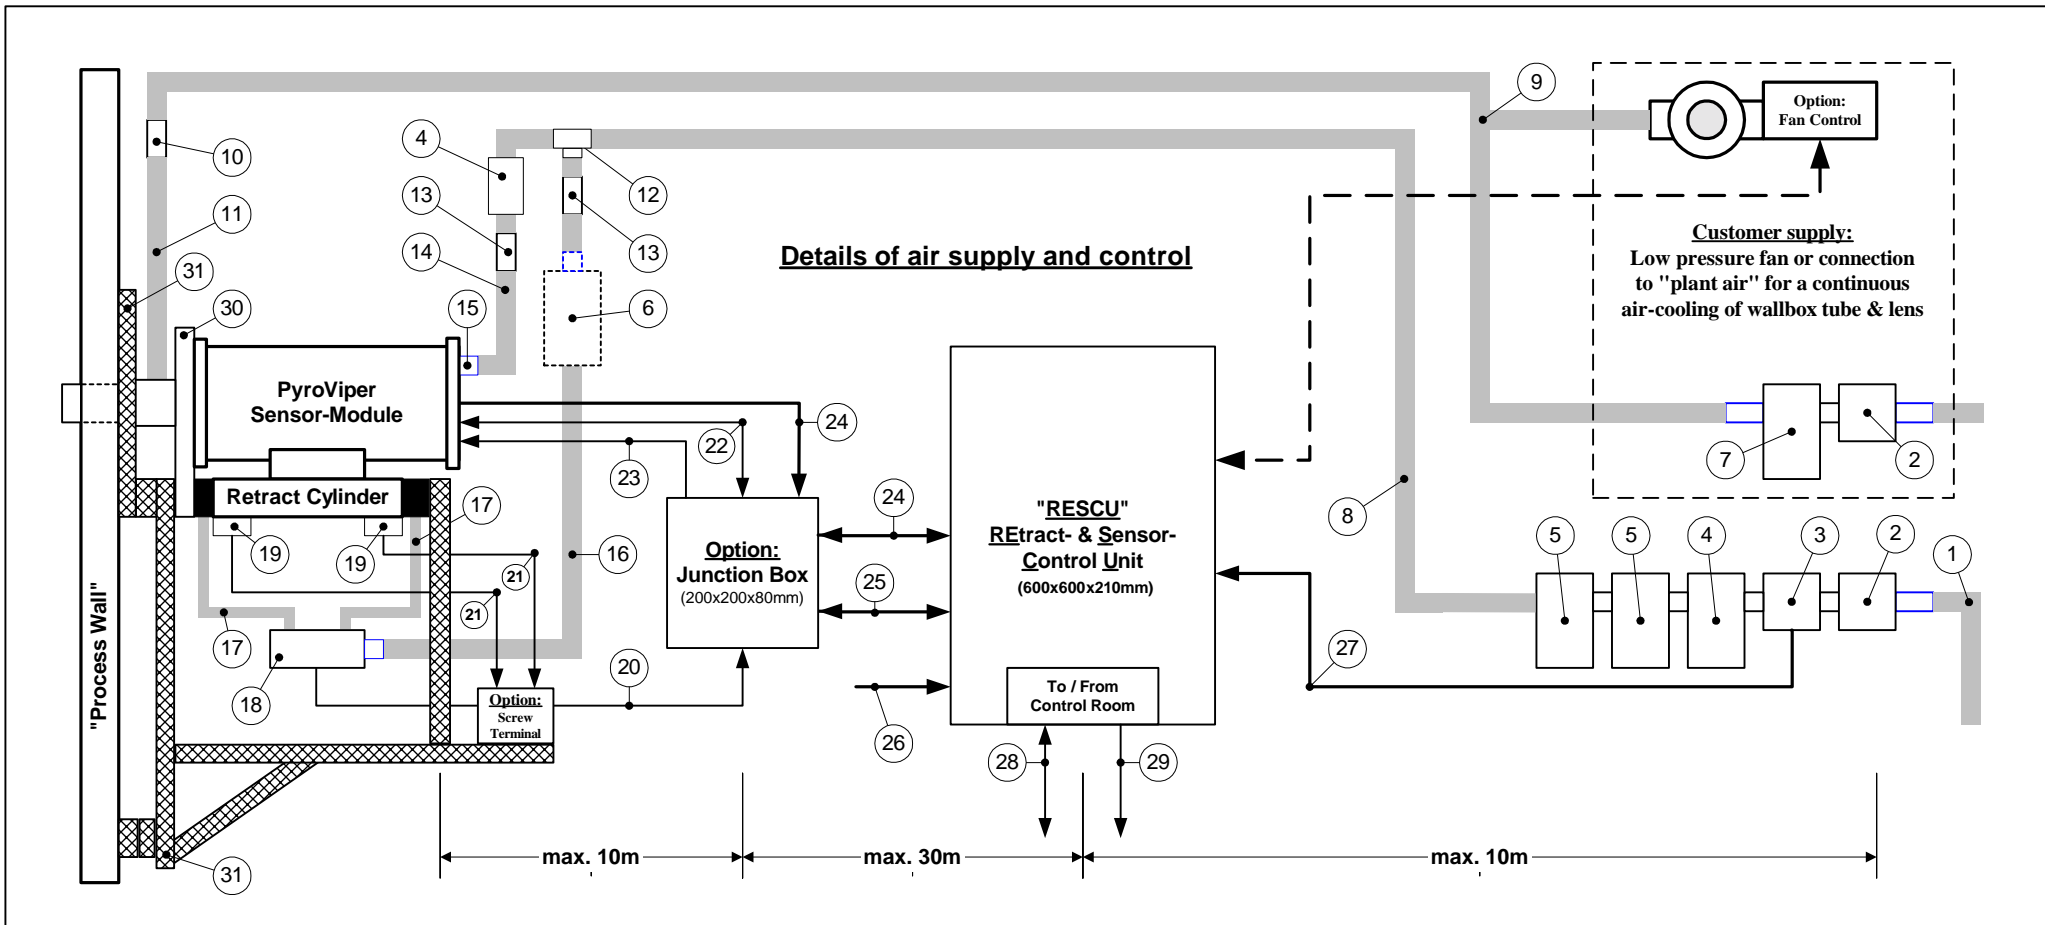 9
Option:
Fan Control
4
10
12
13
11
14
13
31
Details of air supply and control
Customer supply:
Low pressure fan or connection
to "plant air" for a continuous
air-cooling of wallbox tube & lens
30
15
6
PyroViper
Sensor-Module
24
22
23
7
2
Retract Cylinder
17
19
19
16
21
21
17
18
20
"Process Wall"
Option:
Junction Box
(200x200x80mm)
24
25
"RESCU"
REtract- & Sensor-
Control Unit
(600x600x210mm)
8
5
5
4
3
2
1
27
26
To / From
Control Room
28
29
Option:
Screw
Terminal
31
max. 10m
max. 30m
max. 10m